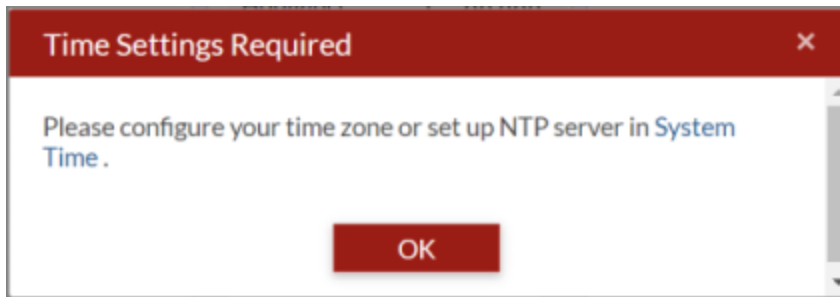 Time Settings Required
×
Please configure your time zone or set up NTP server in System
Time .
OK